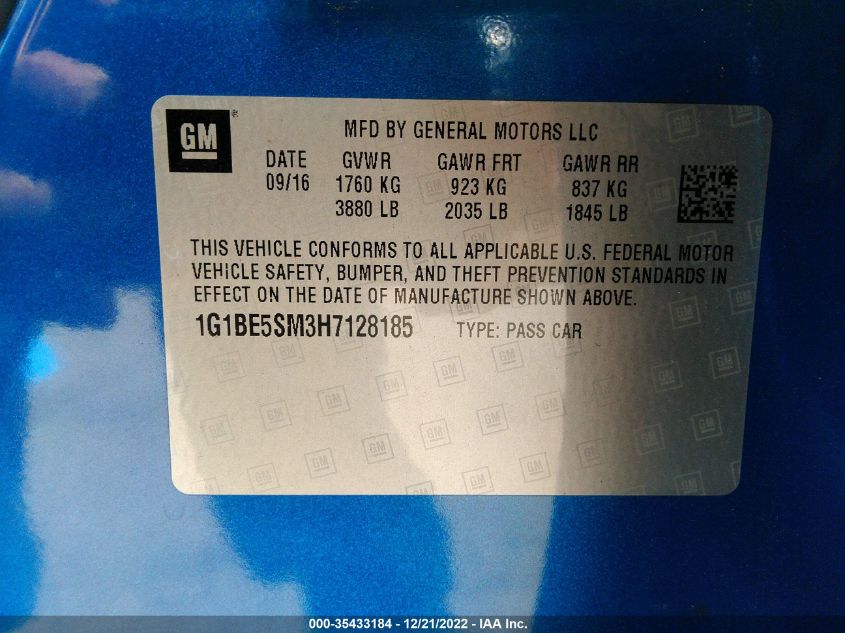 GM ® MFD BY GENERAL MOTORS LLC
DATE GVWR GAWR FRT GAWR RR
09/16 1760 KG 923 KG 837 KG
3880 LB 2035 LB 1845 LB
THIS VEHICLE CONFORMS TO ALL APPLICABLE U.S. FEDERAL MOTOR
VEHICLE SAFETY, BUMPER, AND THEFT PREVENTION STANDARDS IN
EFFECT ON THE DATE OF MANUFACTURE SHOWN ABOVE.
1G1BE5SM3H7128185 TYPE: PASS CAR
000-35433184 - 12/21/2022 - IAA Inc.